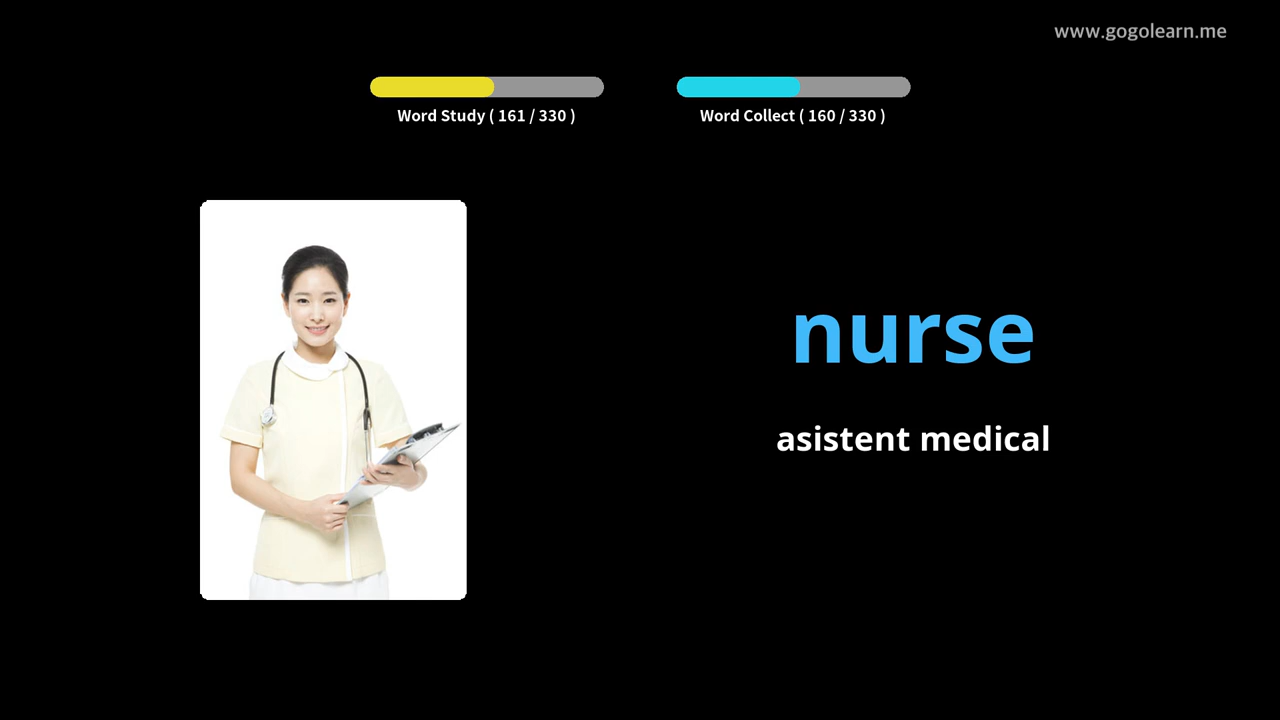 www.gogolearn.me
Word Study ( 161 / 330 )
Word Collect ( 160 / 330 )
nurse
asistent medical